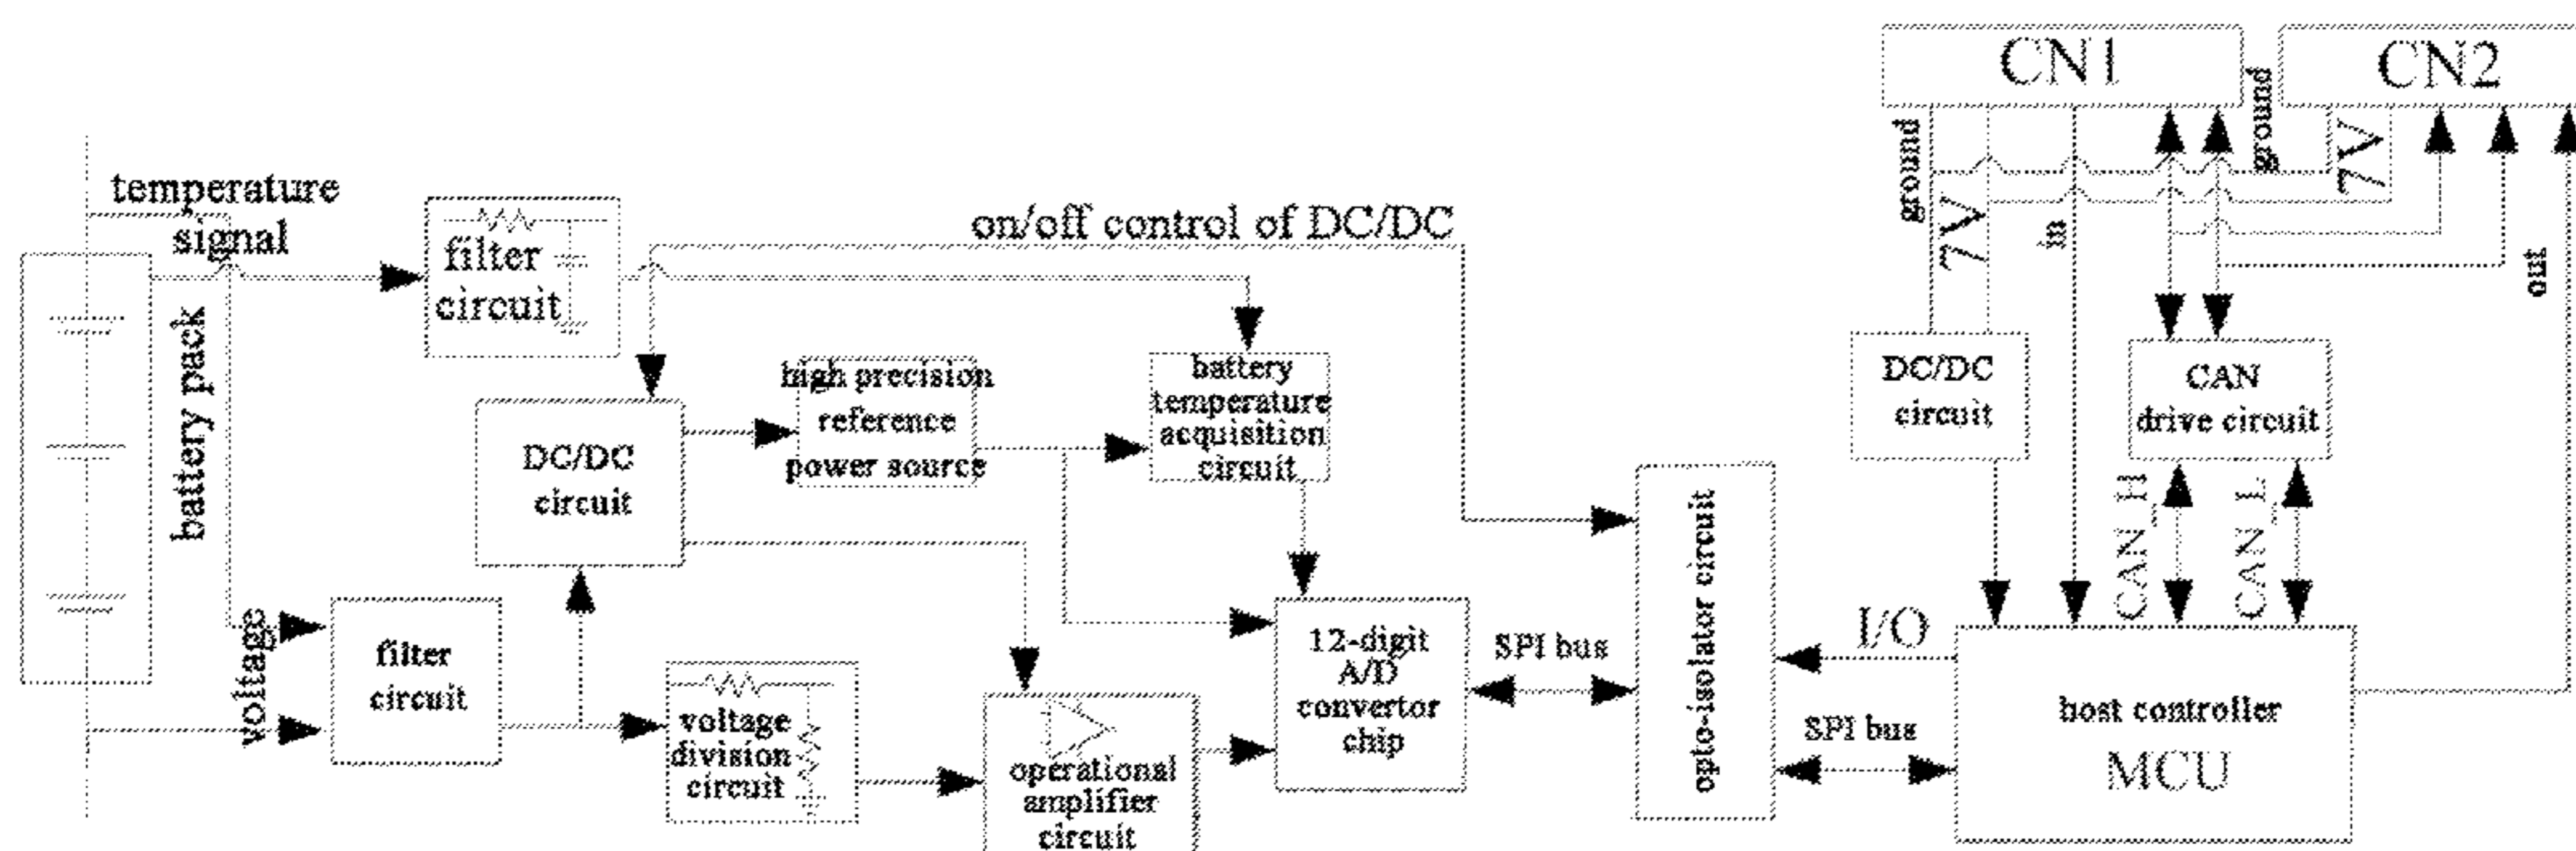 CN1
CN2
ground
7V
in
ground
7V
out
temperature
signal
battery pack
voltage
filter
circuit
on/off control of DC/DC
high precision
reference
power source
battery
temperature
acquisition
circuit
DC/DC
circuit
filter
circuit
voltage
division
circuit
operational
amplifier
circuit
12-digit
A/D
convertor
chip
SPI bus
opto-isolator circuit
I/O
SPI bus
DC/DC
circuit
CAN
drive circuit
CAN_H
CAN_L
host controller
MCU